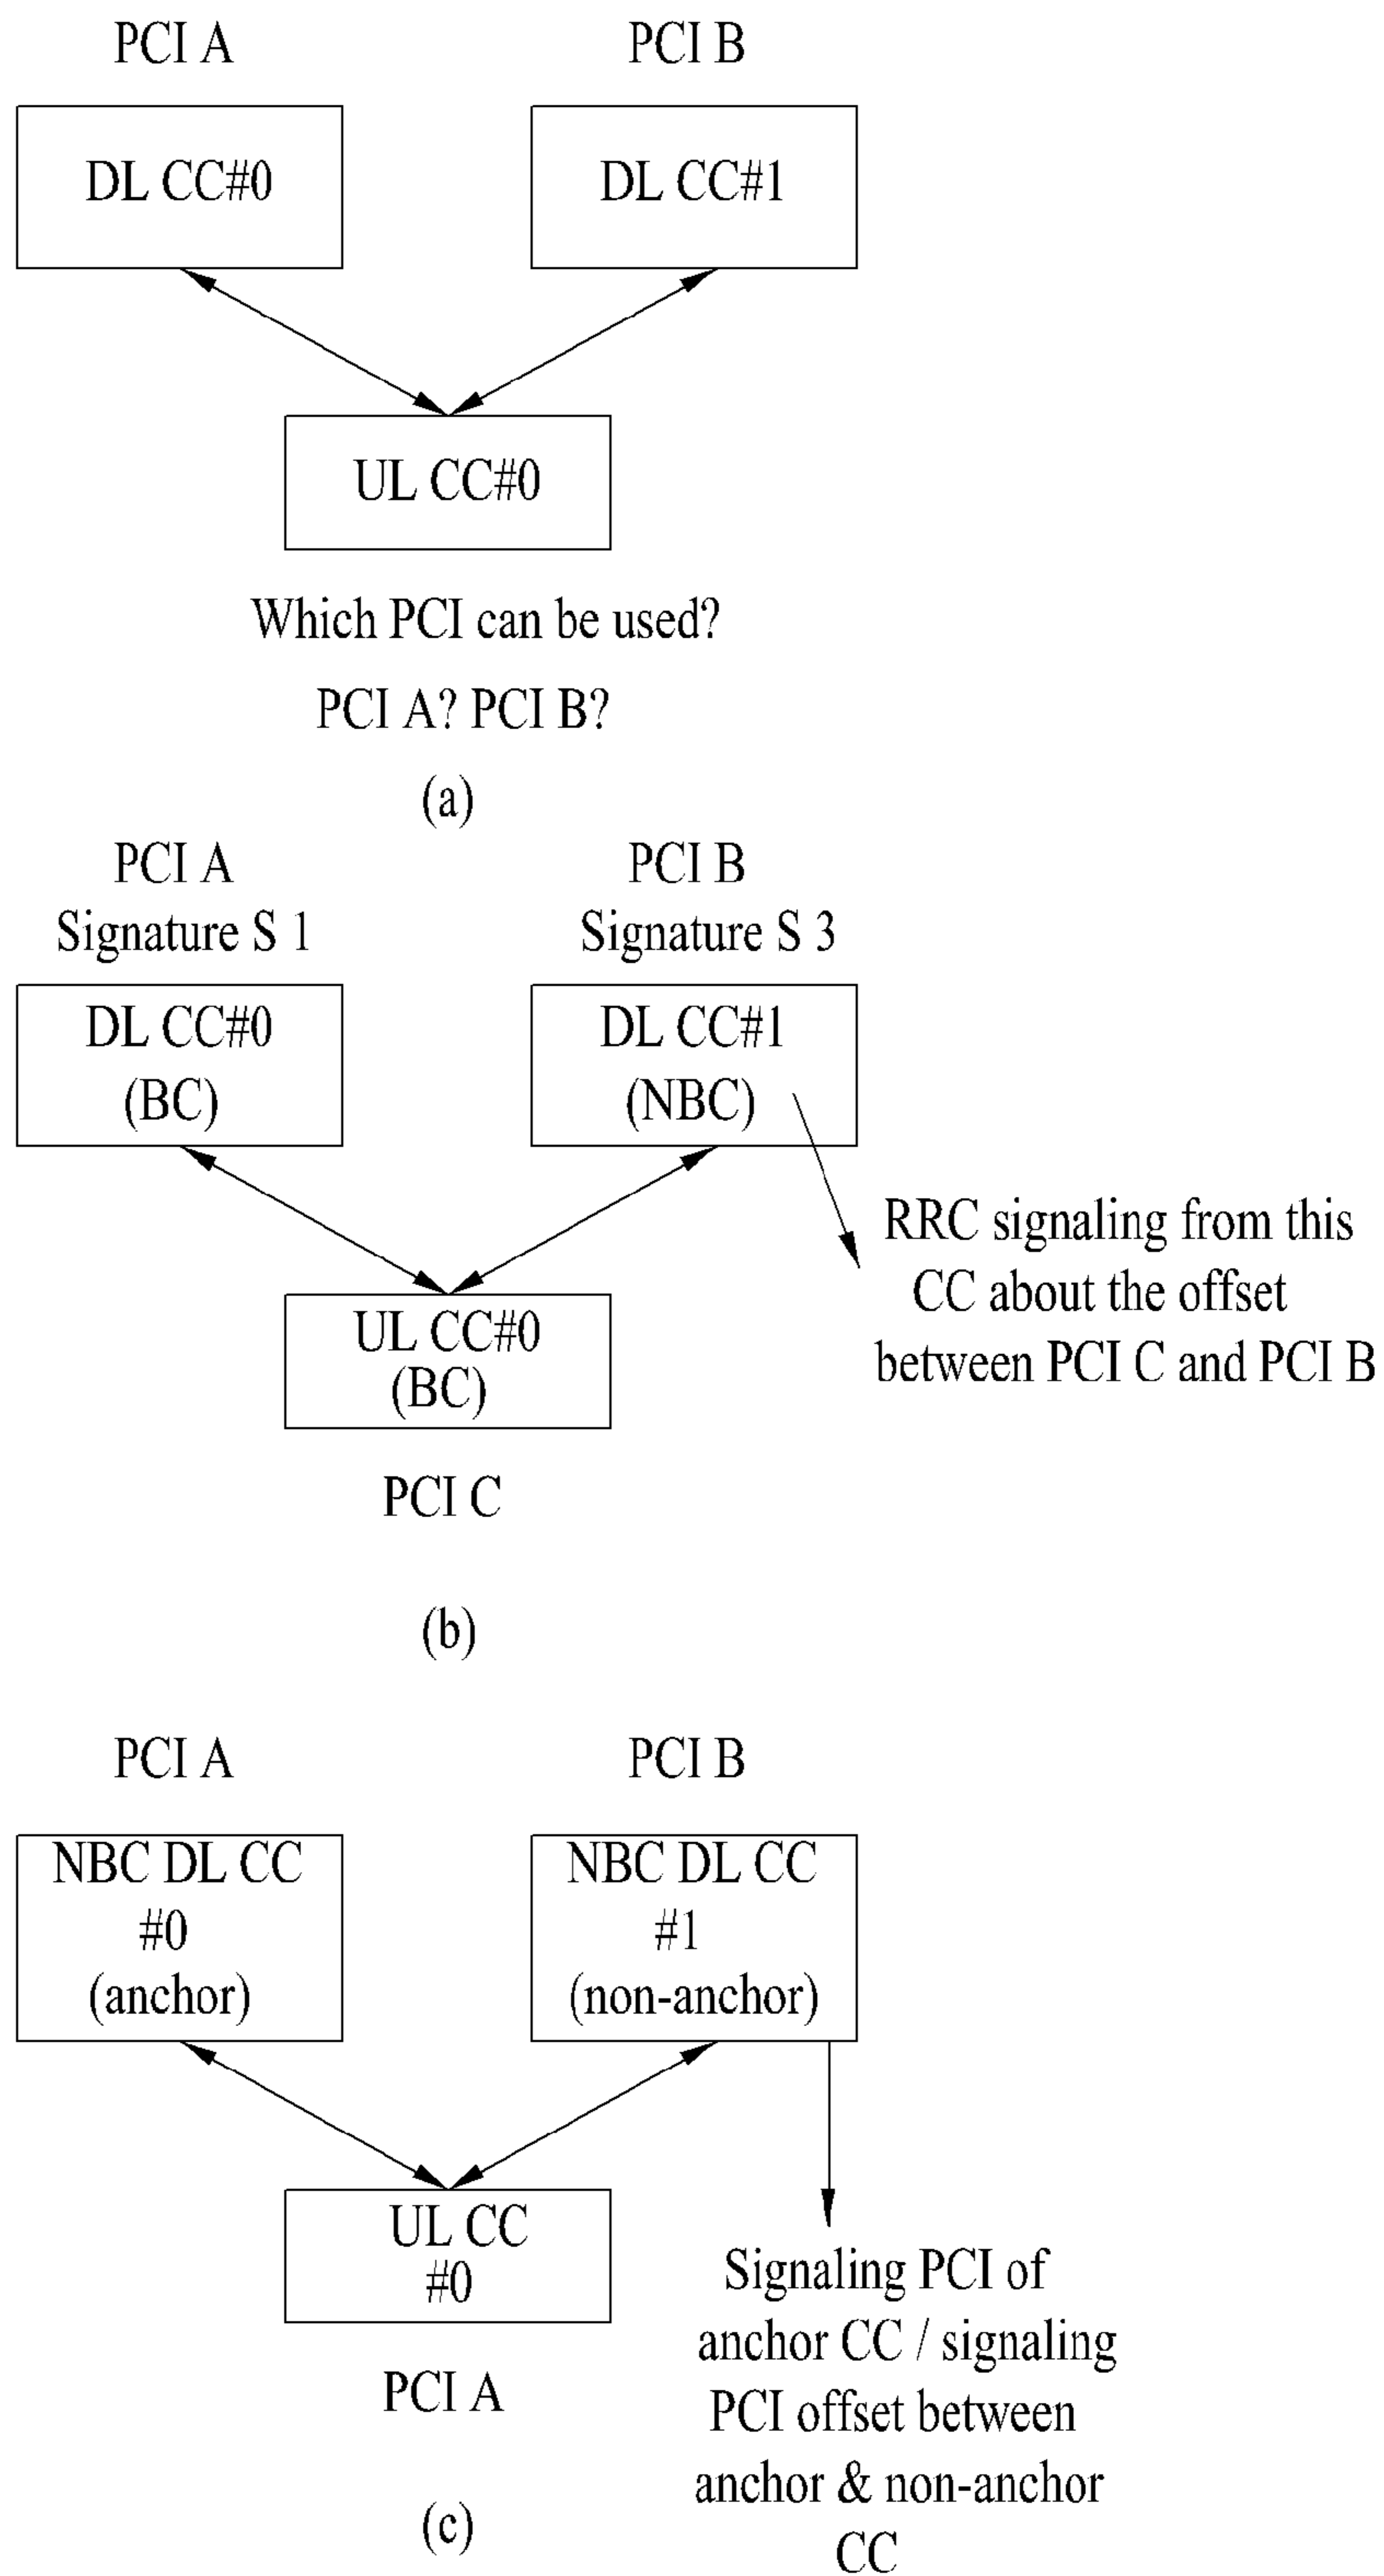 PCI A
PCI B
DL CC#0
DL CC#1
UL CC#0
Which PCI can be used?
PCI A? PCI B?
(a)
PCI A
Signature S 1
PCI B
Signature S 3
DL CC#0
(BC)
DL CC#1
(NBC)
RRC signaling from this
CC about the offset
between PCI C and PCI B
UL CC#0
(BC)
PCI C
(b)
PCI A
PCI B
NBC DL CC
#0
(anchor)
NBC DL CC
#1
(non-anchor)
UL CC
#0
PCI A
Signaling PCI of
anchor CC / signaling
PCI offset between
anchor & non-anchor
CC
(c)